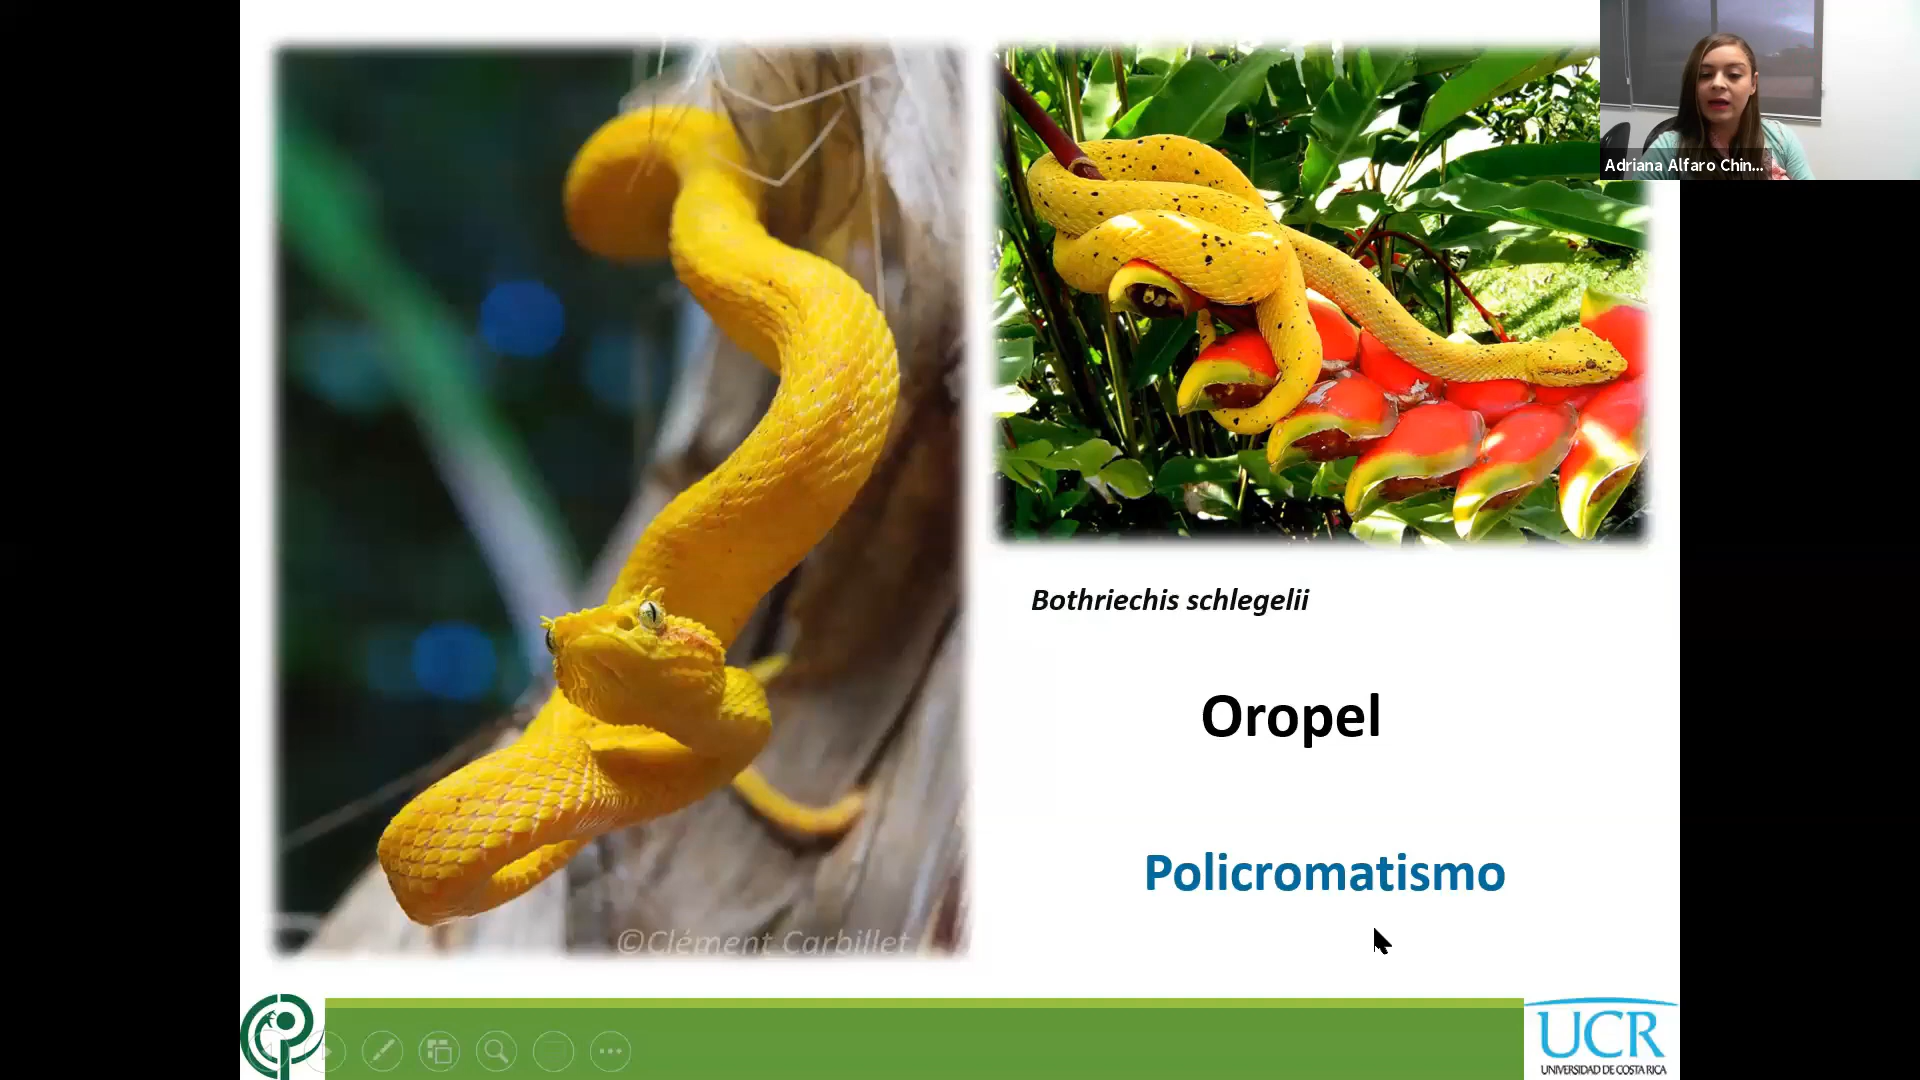 Adriana Alfaro Chin...
Bothriechis schlegelii
Oropel
Policromatismo
©Clément Carbillet
UCR
UNIVERSIDAD DE COSTA RICA